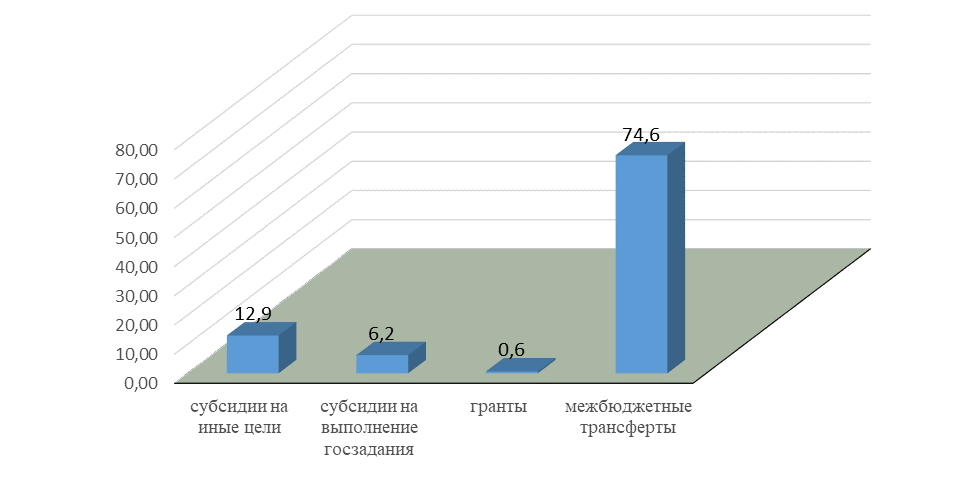 74,6
80,00
70,00
60,00
50,00
40,00
30,00
20,00
10,00
0,00
12,9
6,2
0,6
субсидии на
иные цели
субсидии на
выполнение
госзадания
гранты
межбюджетные
трансферты